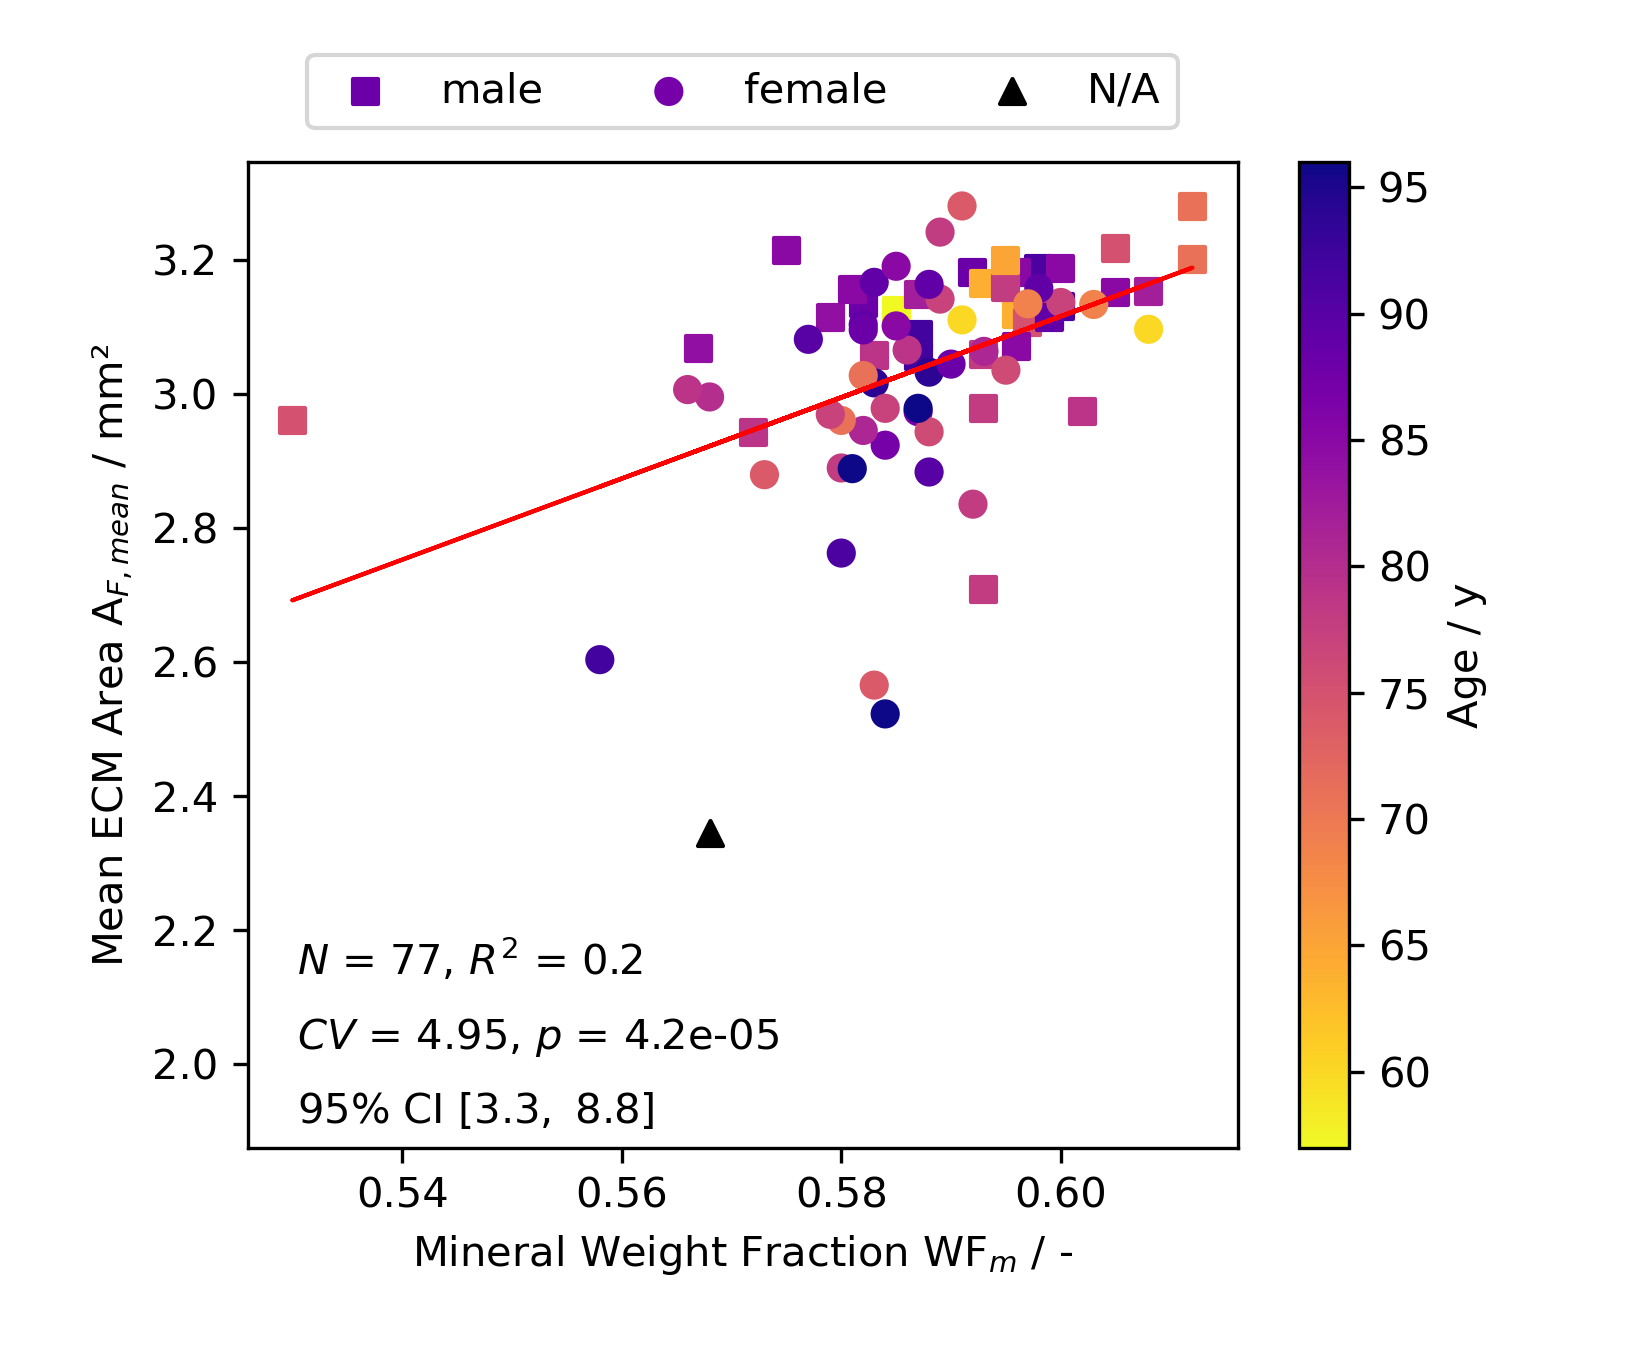 male female N/A
3.2
3.0
2.8
2.6
2.4
2.2
2.0
Mean ECM Area A_{F,mean} / mm²
N = 77, R² = 0.2
CV = 4.95, p = 4.2e-05
95% CI [3.3, 8.8]
0.54 0.56 0.58 0.60
Mineral Weight Fraction WF_m / -
95
90
85
80
75
70
65
60
Age / y